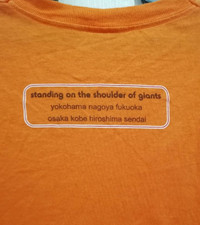 standing on the shoulder of giants
yokohama nagoya fukuoka
osaka kobe hiroshima sendai